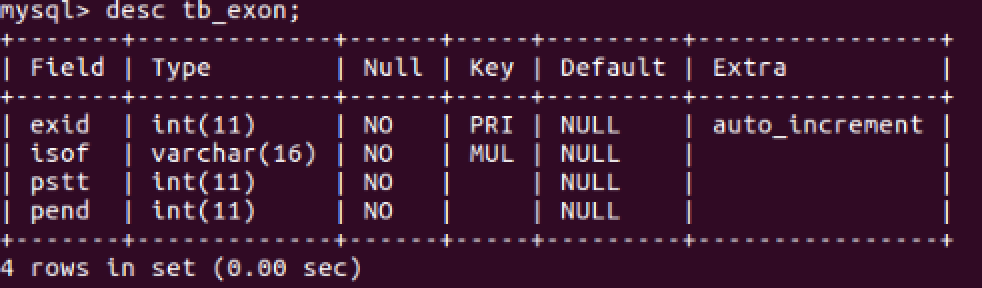 mysql> desc tb_exon;
+-------+-------------+------+-----+---------+----------------+
| Field | Type        | Null | Key | Default | Extra          |
+-------+-------------+------+-----+---------+----------------+
| exid  | int(11)     | NO   | PRI | NULL    | auto_increment |
| isof  | varchar(16) | NO   | MUL | NULL    |                |
| pstt  | int(11)     | NO   |     | NULL    |                |
| pend  | int(11)     | NO   |     | NULL    |                |
+-------+-------------+------+-----+---------+----------------+
4 rows in set (0.00 sec)